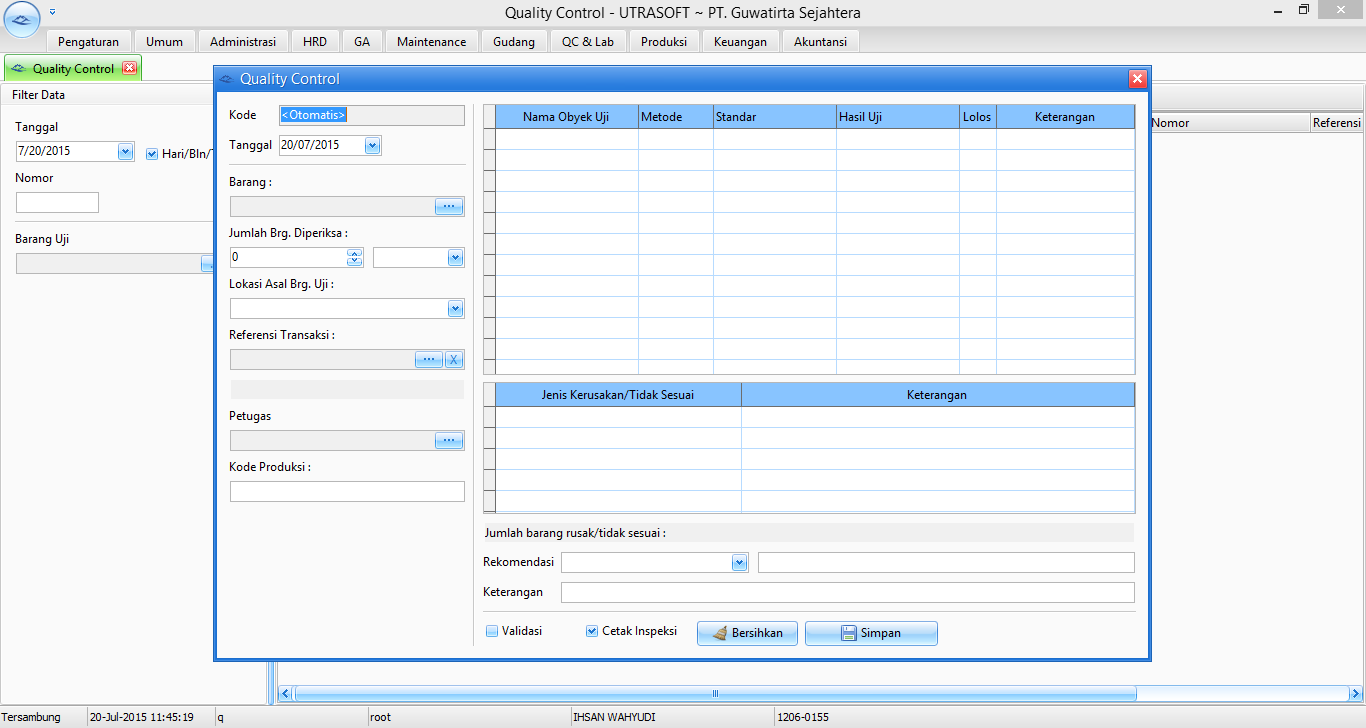 Quality Control - UTRASOFT ~ PT. Guwatirta Sejahtera
Pengaturan Umum Administrasi HRD GA Maintenance Gudang QC & Lab Produksi Keuangan Akuntansi
Quality Control
Filter Data
Tanggal
7/20/2015 Hari/Bln/
Nomor
Barang Uji
Nomor Referensi
Quality Control
Kode <Otomatis>
Tanggal 20/07/2015
Barang :
Jumlah Brg. Diperiksa :
0
Lokasi Asal Brg. Uji :
Referensi Transaksi :
X
Petugas
Kode Produksi :
Nama Obyek Uji Metode Standar Hasil Uji Lolos Keterangan
Jenis Kerusakan/Tidak Sesuai Keterangan
Jumlah barang rusak/tidak sesuai :
Rekomendasi
Keterangan
Validasi Cetak Inspeksi Bersihkan Simpan
Tersambung 20-Jul-2015 11:45:19 q root IHSAN WAHYUDI 1206-0155